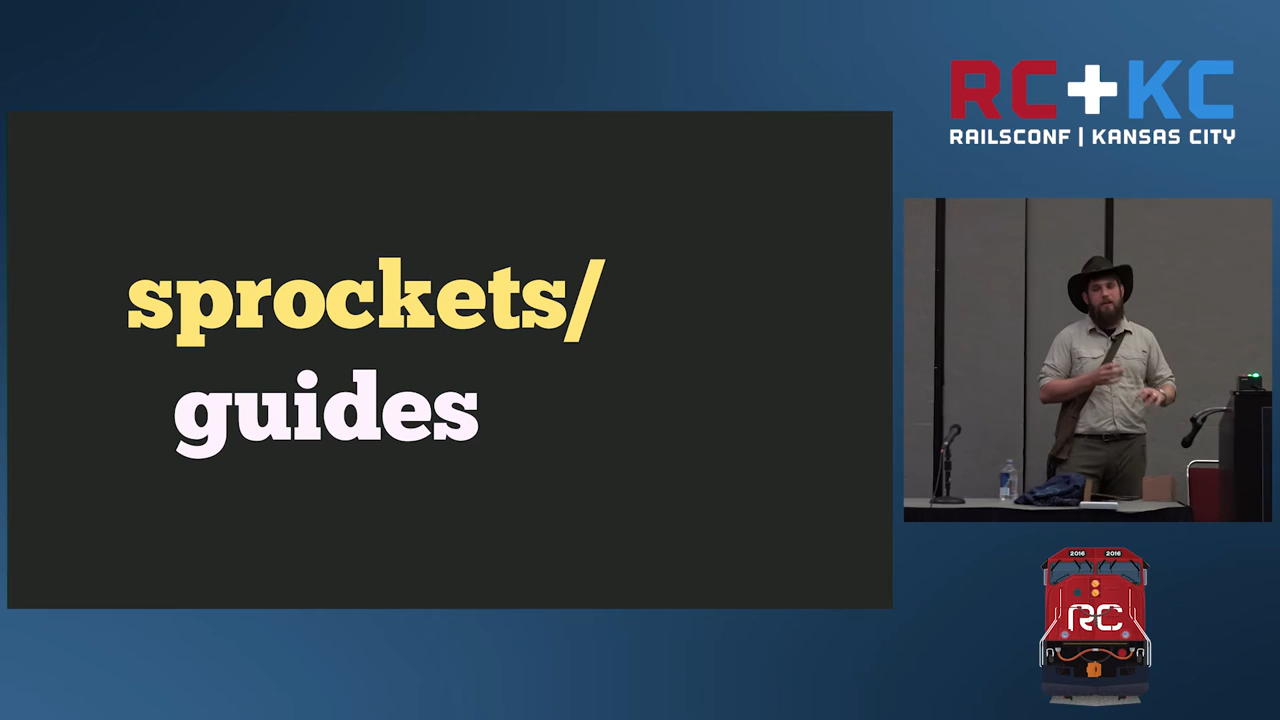 sprockets/
guides
RC+KC
RAILSCONF | KANSAS CITY
2016 2016
RC